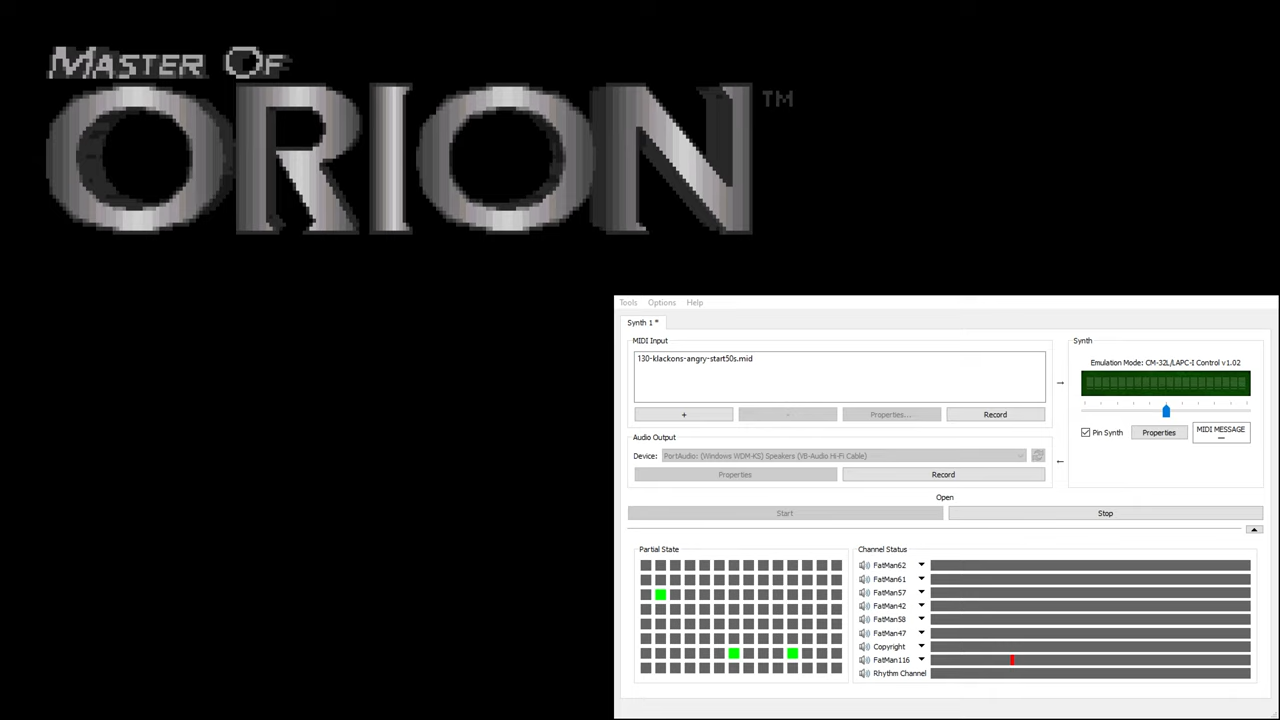 MASTER OF
ORION™
Tools Options Help
Synth 1 *
MIDI Input
130-klackons-angry-start50s.mid
+ - Properties... Record
Synth
Emulation Mode: CM-32L/LAPC-I Control v1.02
Pin Synth Properties MIDI MESSAGE
Audio Output
Device: PortAudio: (Windows WDM-KS) Speakers (VB-Audio Hi-Fi Cable)
Properties Record
Open
Start Stop
Partial State
Channel Status
FatMan62
FatMan61
FatMan57
FatMan42
FatMan58
FatMan47
Copyright
FatMan116
Rhythm Channel